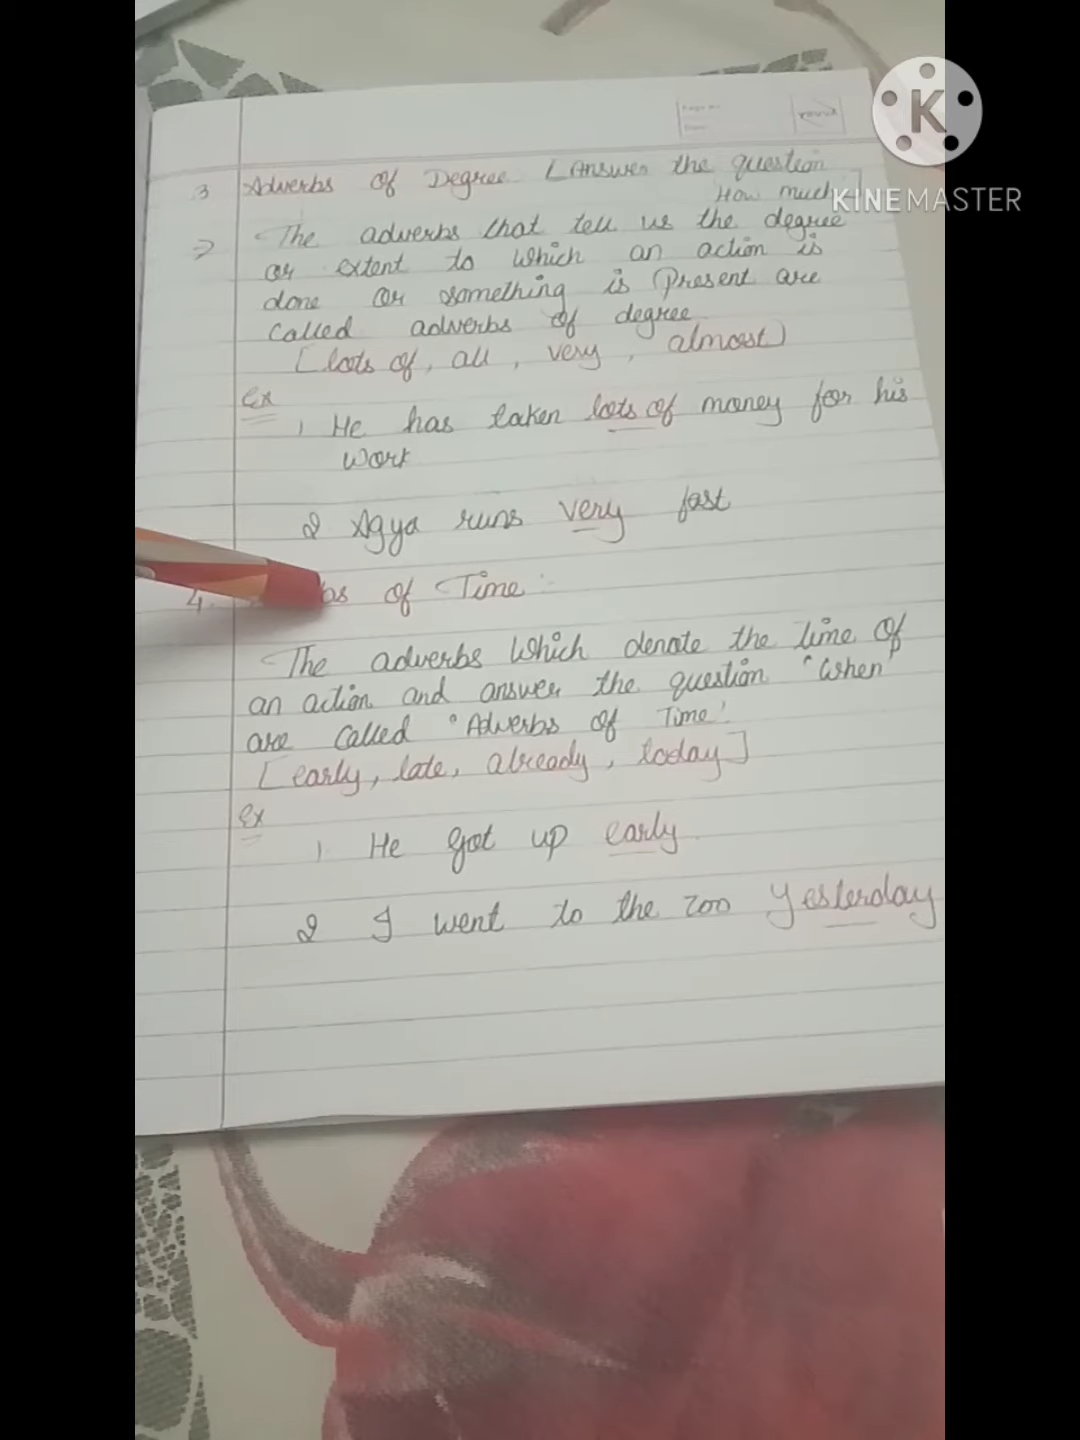 K
KINEMASTER
3 Adverbs of Degree [Answer the question
How much]
⇒ The adverbs that tell us the degree
or extent to which an action is
done or something is Present are
called adverbs of degree.
[lots of, all, very, almost]
Ex
1 He has taken lots of money for his
work
2 Agya runs very fast
4. of Time :-
The adverbs which denote the time of
an action and answer the question "when"
are called "Adverbs of Time'.
[early, late, already, today]
Ex
1. He got up early.
2 I went to the zoo yesterday